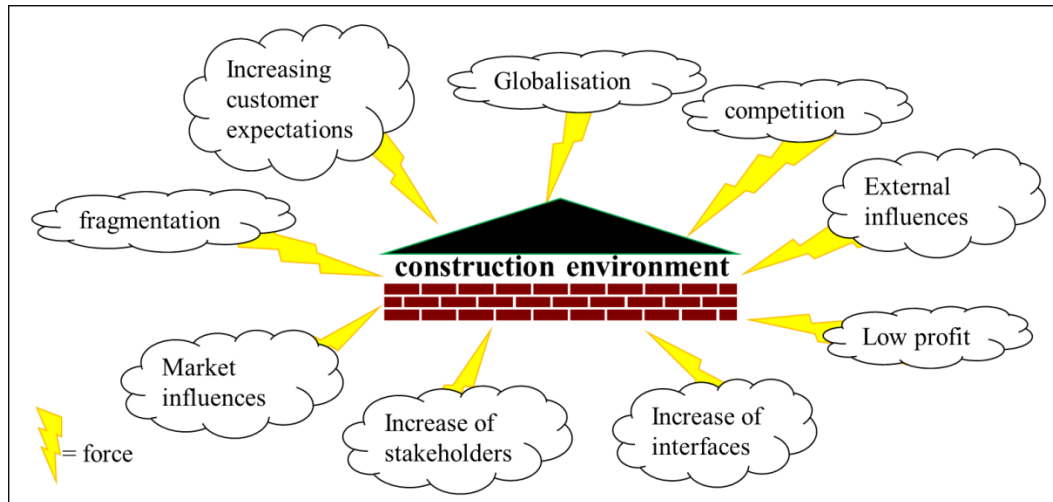 Increasing
customer
expectations
Globalisation
competition
External
influences
fragmentation
construction environment
Low profit
Market
influences
Increase of
stakeholders
Increase of
interfaces
= force